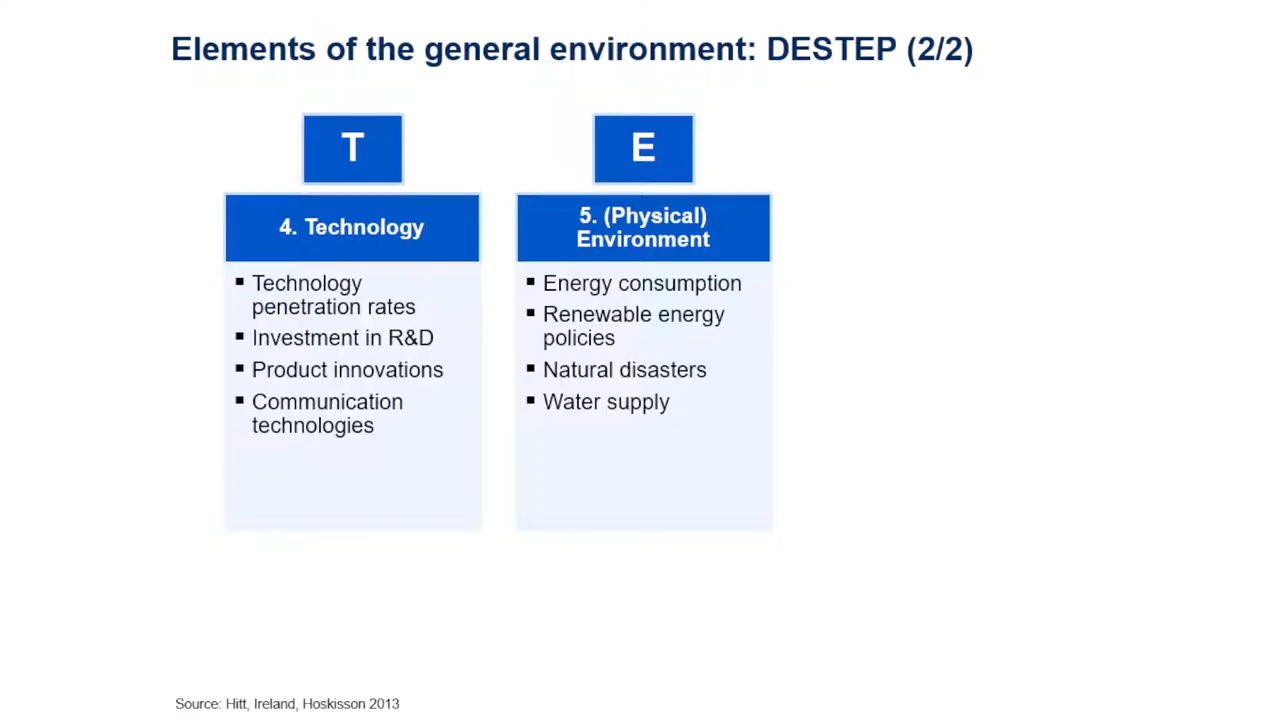 Elements of the general environment: DESTEP (2/2)
T
4. Technology
▪ Technology
penetration rates
▪ Investment in R&D
▪ Product innovations
▪ Communication
technologies
E
5. (Physical)
Environment
▪ Energy consumption
▪ Renewable energy
policies
▪ Natural disasters
▪ Water supply
Source: Hitt, Ireland, Hoskisson 2013